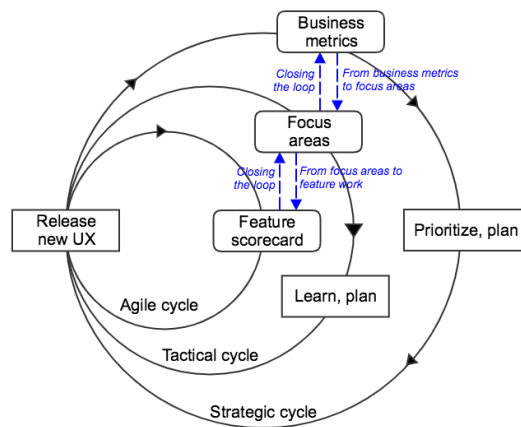 Business
metrics
Closing
the loop
From business metrics
to focus areas
Focus
areas
Closing
the loop
From focus areas to
feature work
Release
new UX
Feature
scorecard
Prioritize, plan
Learn, plan
Agile cycle
Tactical cycle
Strategic cycle